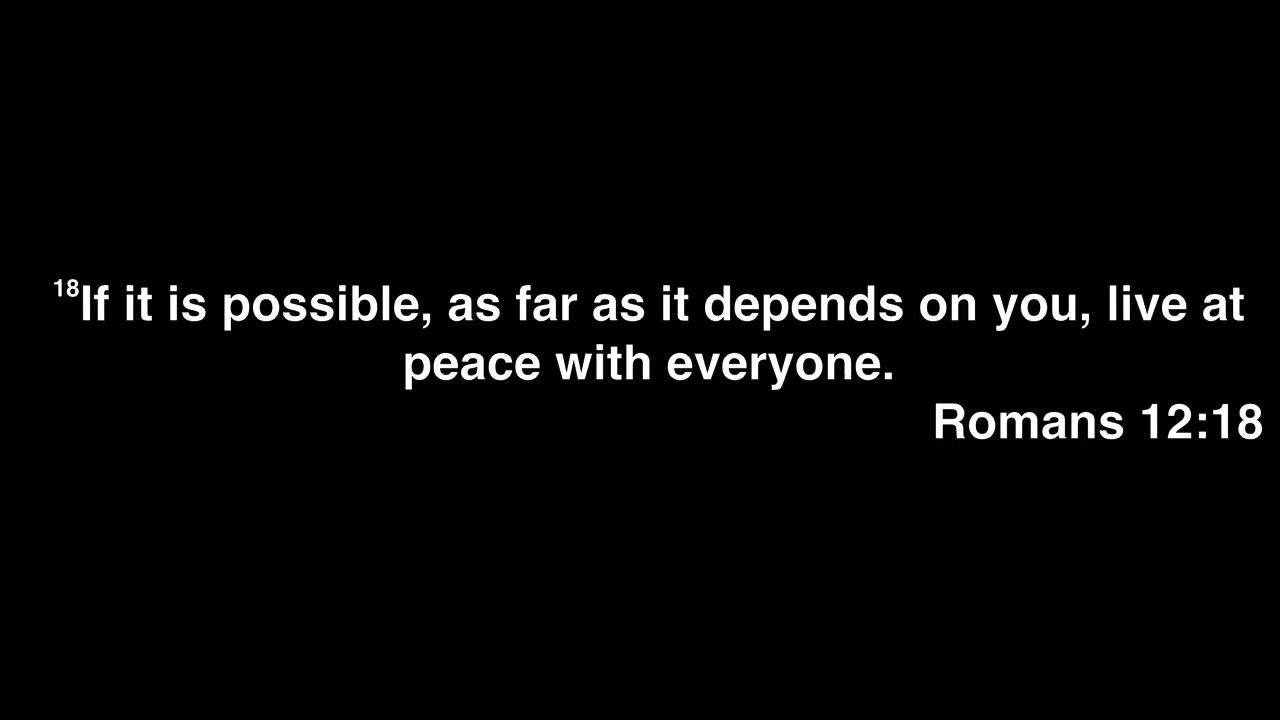 18If it is possible, as far as it depends on you, live at
peace with everyone.
Romans 12:18